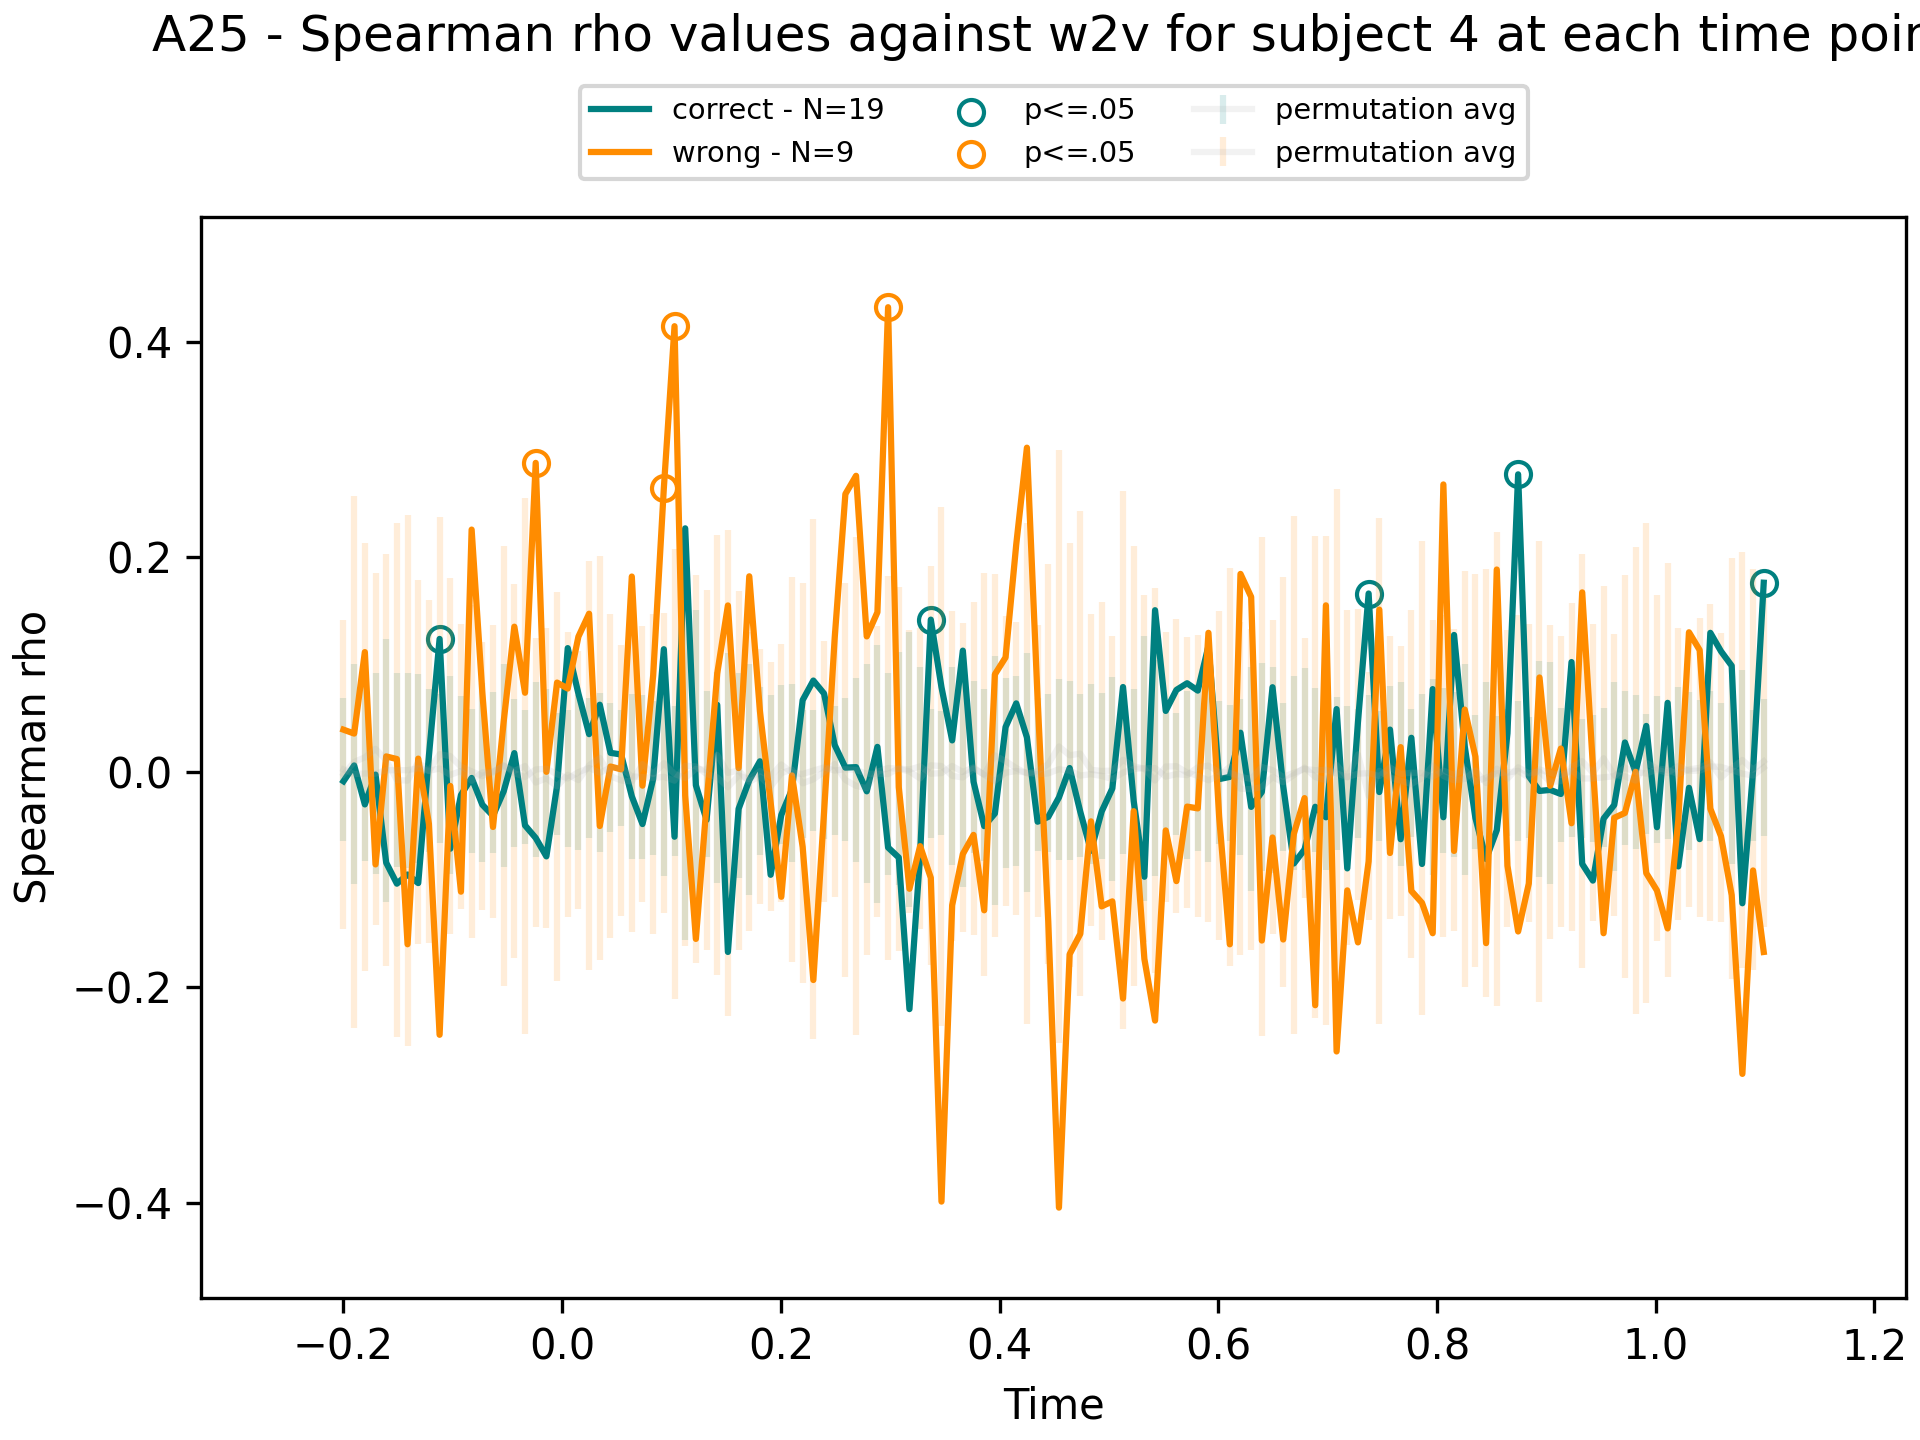 A25 - Spearman rho values against w2v for subject 4 at each time poin
correct - N=19
wrong - N=9
p<=.05
p<=.05
permutation avg
permutation avg
Spearman rho
0.4
0.2
0.0
−0.2
−0.4
−0.2
0.0
0.2
0.4
0.6
0.8
1.0
1.2
Time